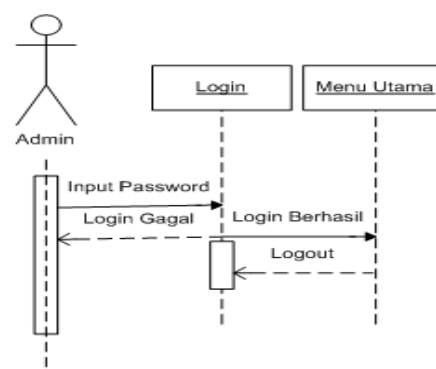 Login
Menu Utama
Admin
Input Password
Login Gagal
Login Berhasil
Logout